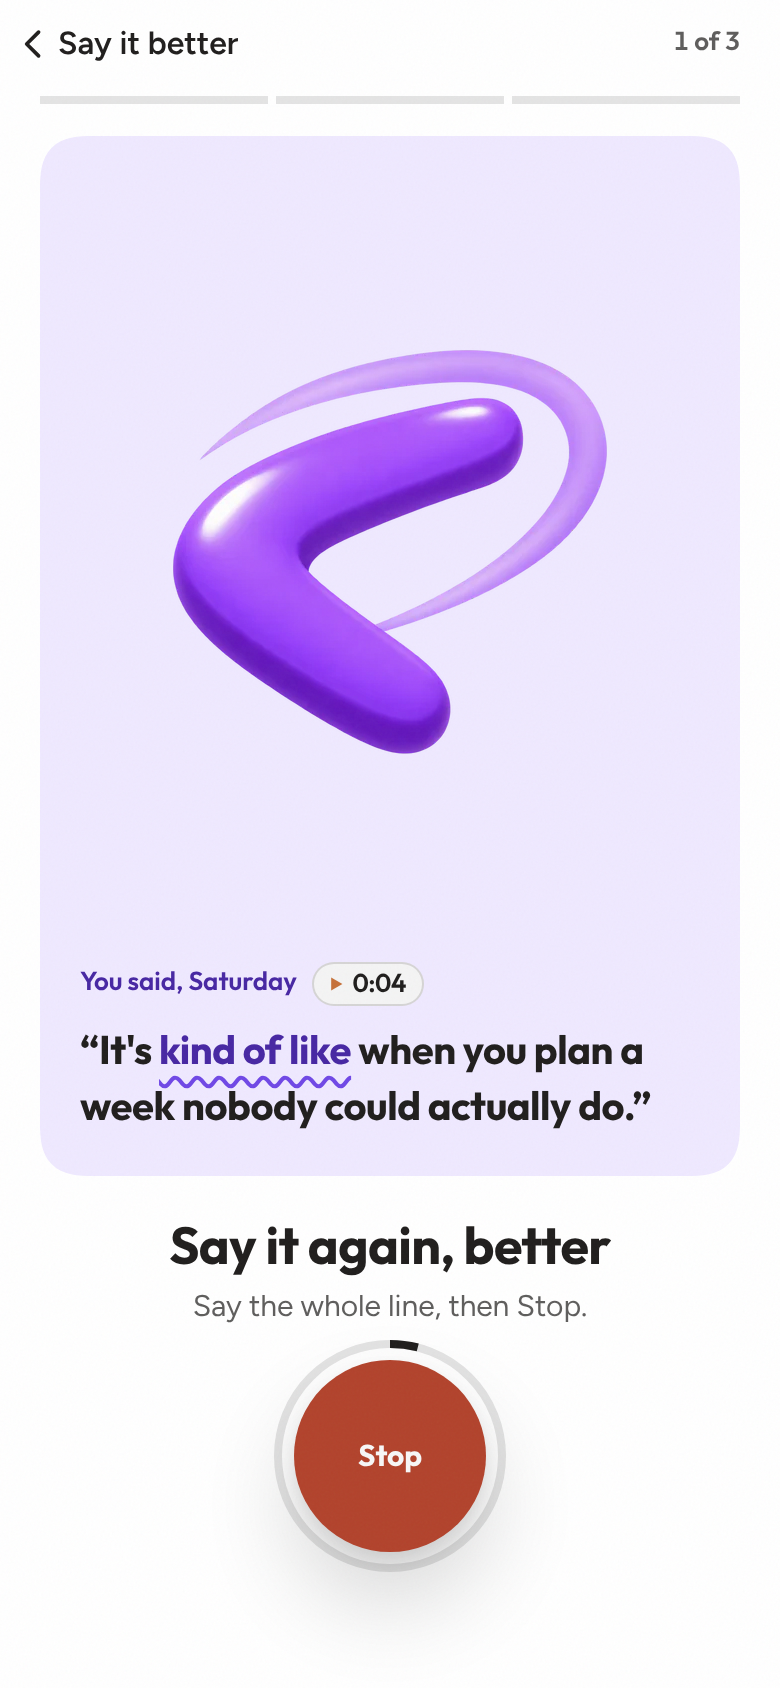 Say it better
1 of 3
You said, Saturday
0:04
“It's kind of like when you plan a
week nobody could actually do.”
Say it again, better
Say the whole line, then Stop.
Stop